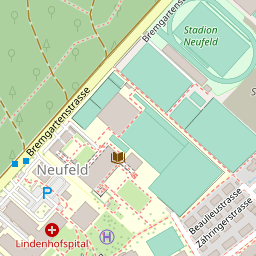 Stadion
Neufeld
Bremgartenstrasse
Bremgartenstrasse
Neufeld
P
Lindenhofspital
H
Beaulieustrasse
Zähringerstrasse